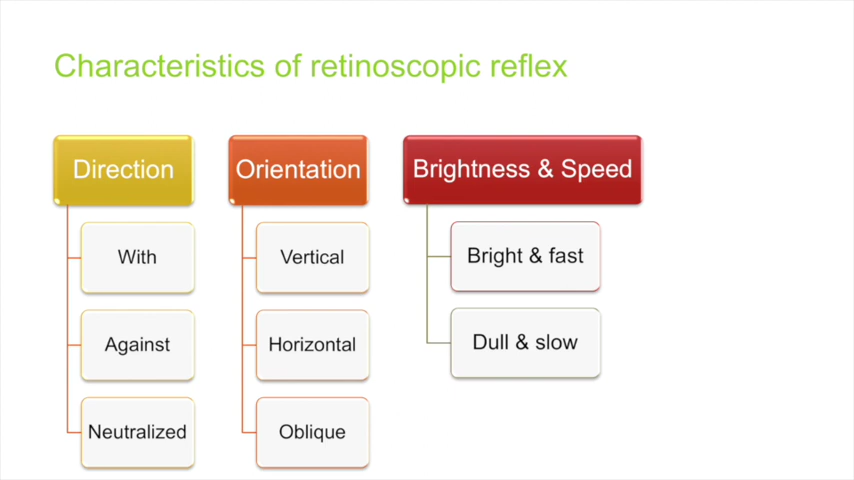 Characteristics of retinoscopic reflex
Direction
With
Against
Neutralized
Orientation
Vertical
Horizontal
Oblique
Brightness & Speed
Bright & fast
Dull & slow